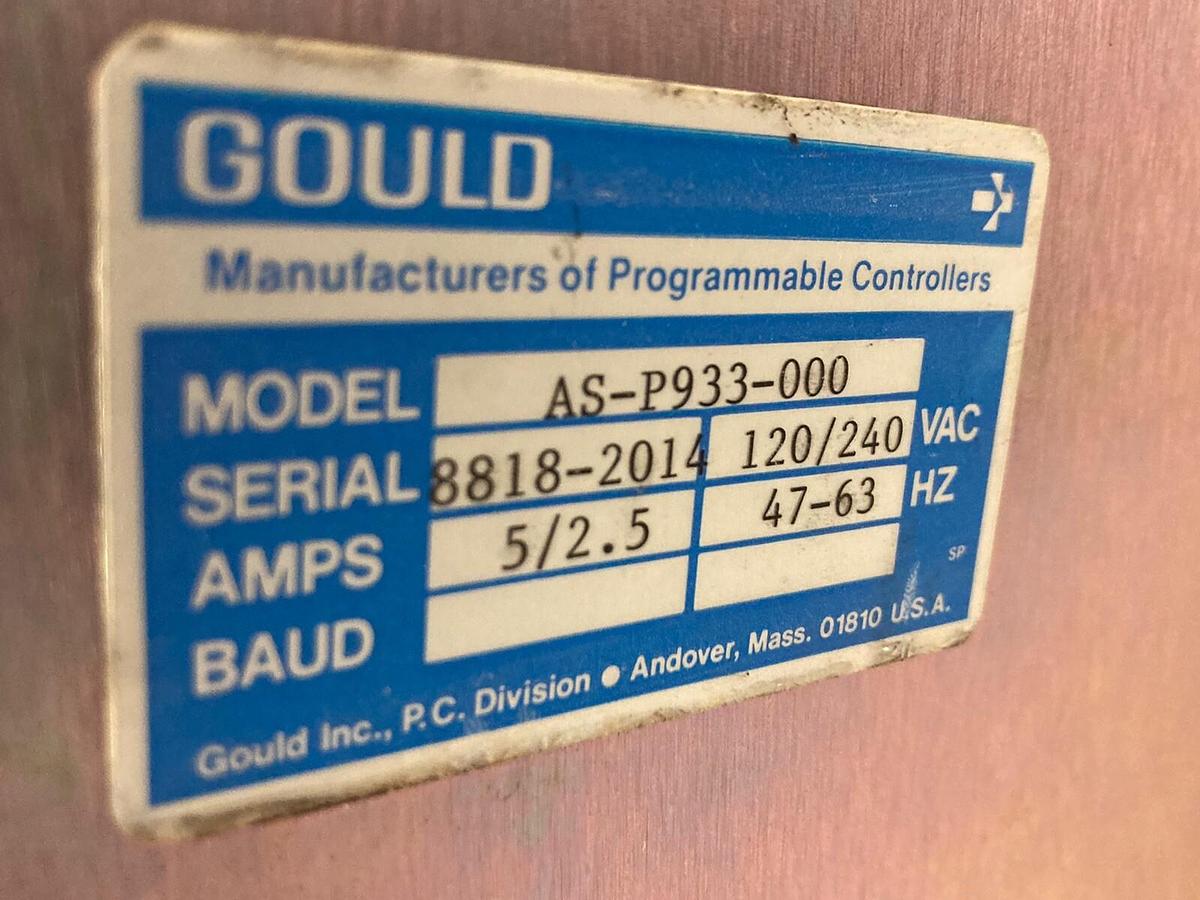 GOULD
Manufacturers of Programmable Controllers
MODEL AS-P933-000
SERIAL 8818-2014 120/240 VAC
AMPS 5/2.5 47-63 HZ
BAUD
SP
Gould Inc., P.C. Division ● Andover, Mass. 01810 U.S.A.